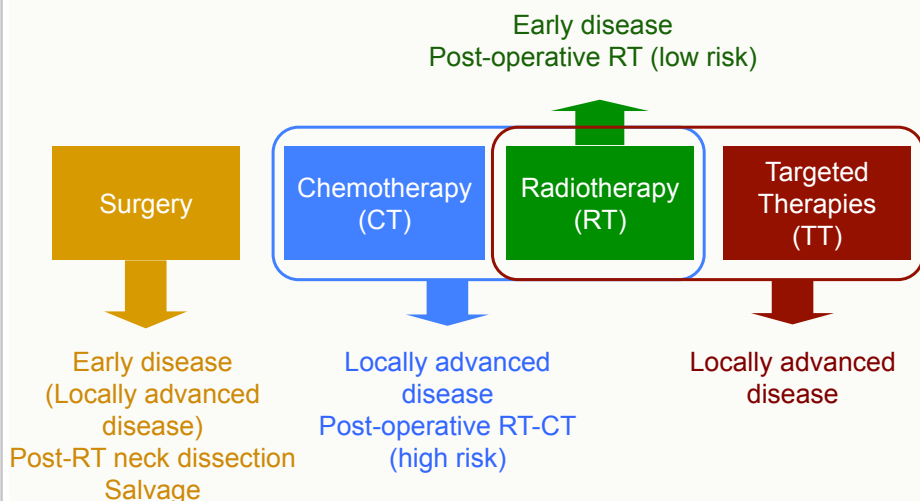 Early disease
Post-operative RT (low risk)
Surgery
Chemotherapy
(CT)
Radiotherapy
(RT)
Targeted
Therapies
(TT)
Early disease
(Locally advanced
disease)
Post-RT neck dissection
Salvage
Locally advanced
disease
Post-operative RT-CT
(high risk)
Locally advanced
disease